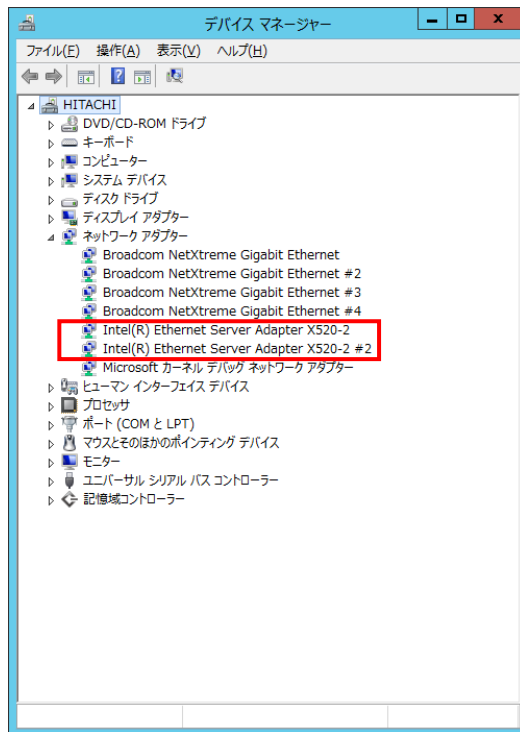 デバイス マネージャー
ファイル(F) 操作(A) 表示(V) ヘルプ(H)
HITACHI
DVD/CD-ROM ドライブ
キーボード
コンピューター
システム デバイス
ディスク ドライブ
ディスプレイ アダプター
ネットワーク アダプター
Broadcom NetXtreme Gigabit Ethernet
Broadcom NetXtreme Gigabit Ethernet #2
Broadcom NetXtreme Gigabit Ethernet #3
Broadcom NetXtreme Gigabit Ethernet #4
Intel(R) Ethernet Server Adapter X520-2
Intel(R) Ethernet Server Adapter X520-2 #2
Microsoft カーネル デバッグ ネットワーク アダプター
ヒューマン インターフェイス デバイス
プロセッサ
ポート (COM と LPT)
マウスとそのほかのポインティング デバイス
モニター
ユニバーサル シリアル バス コントローラー
記憶域コントローラー